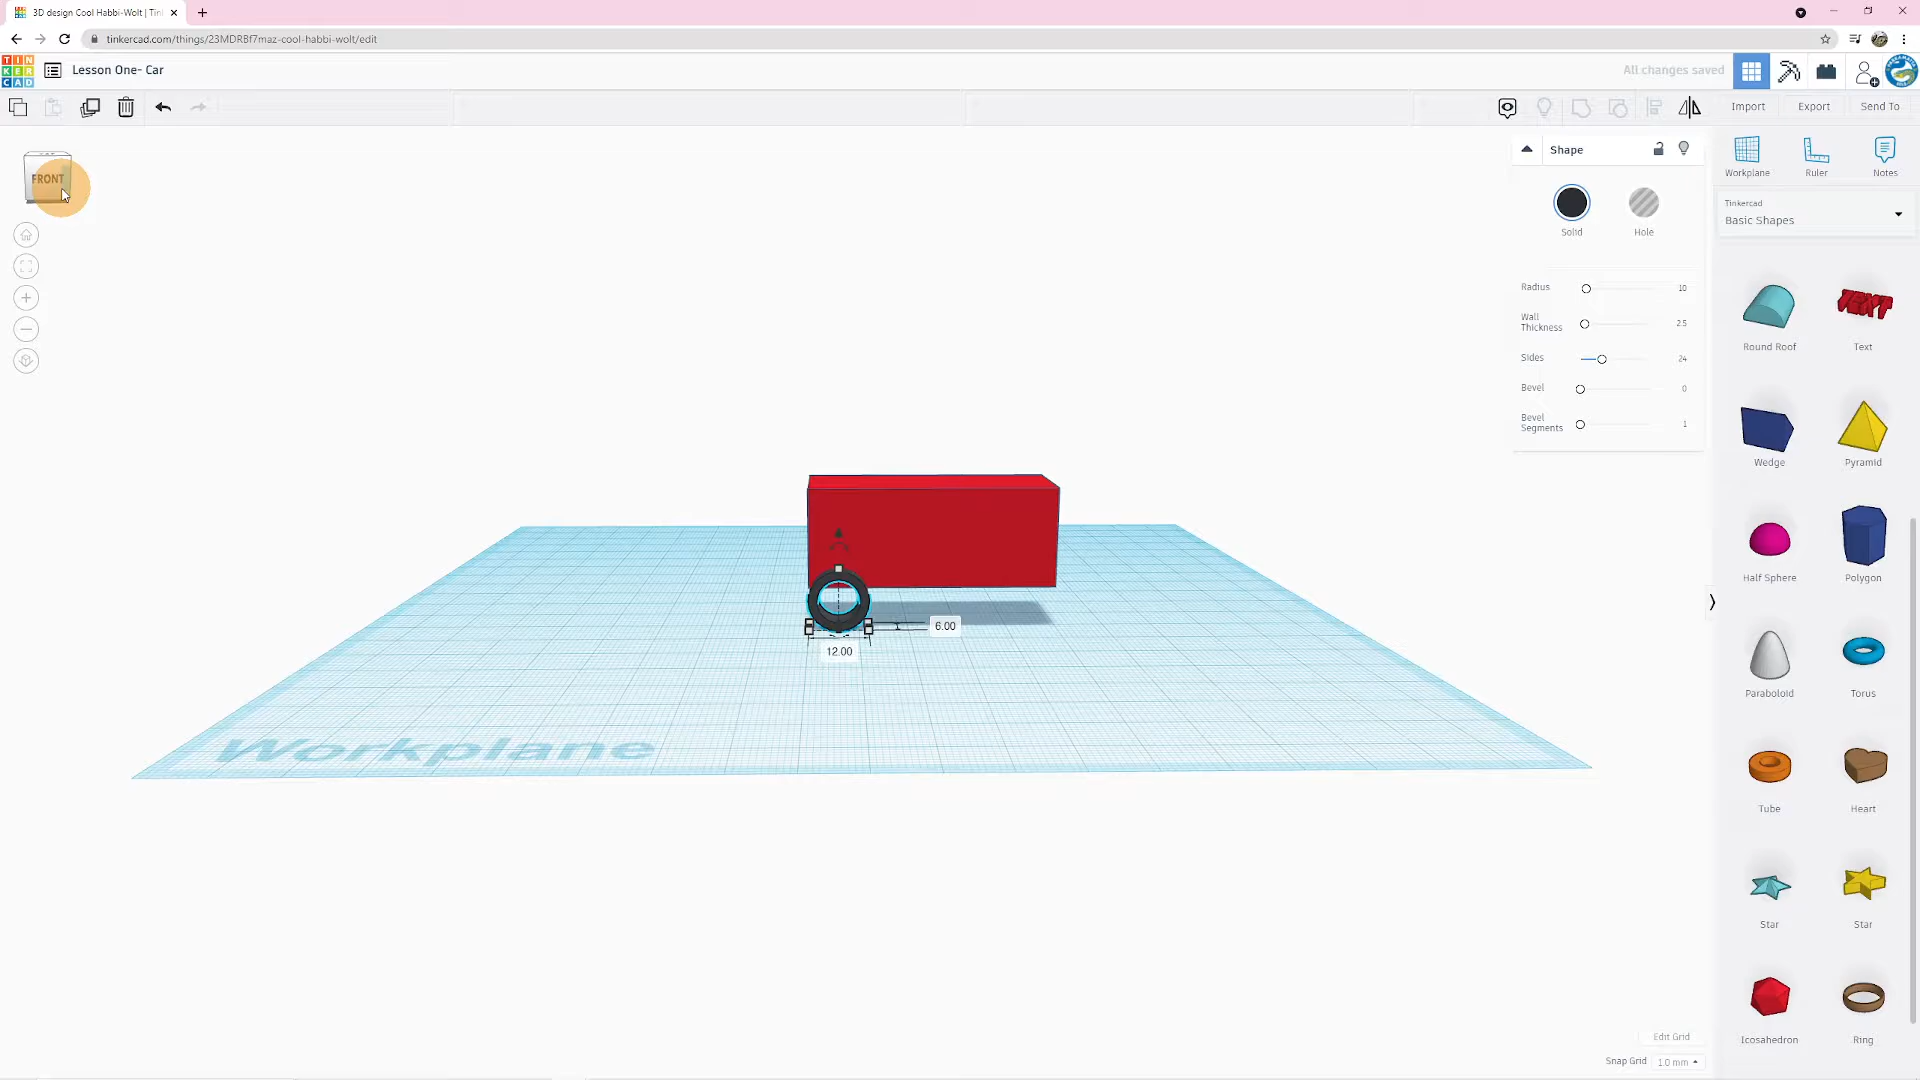 3D design Cool Habbi-Wolt | Tin
tinkercad.com/things/23MDRBf7maz-cool-habbi-wolt/edit
TIN
KER
CAD
Lesson One- Car
All changes saved
Import
Export
Send To
FRONT
Shape
Solid
Hole
Radius
10
Wall
Thickness
2.5
Sides
24
Bevel
0
Bevel
Segments
1
Workplane
Ruler
Notes
Tinkercad
Basic Shapes
Round Roof
TEXT
Text
Wedge
Pyramid
Half Sphere
Polygon
Paraboloid
Torus
Tube
Heart
Star
Star
Icosahedron
Ring
6.00
12.00
Workplane
Edit Grid
Snap Grid
1.0 mm